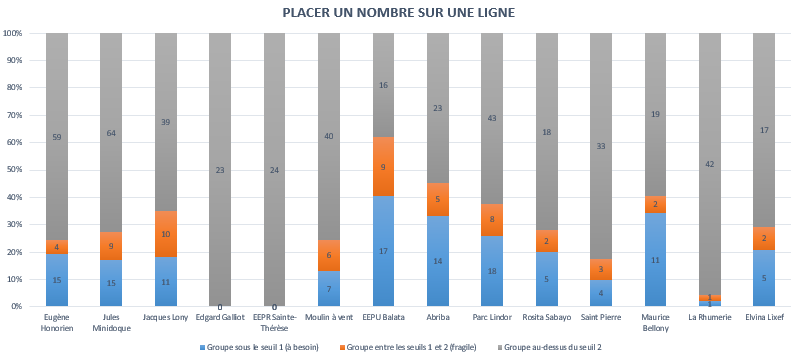 PLACER UN NOMBRE SUR UNE LIGNE
100%
90%
80%
70%
60%
50%
40%
30%
20%
10%
0%
59 64 39 23 24 40 16 23 43 18 33 19 42 17
4 9 10 6 9 5 8 2 3 2 1 2
15 15 11 0 0 7 17 14 18 5 4 11 1 5
Eugène Honorien
Jules Minidoque
Jacques Lony
Edgard Galliot
EEPR Sainte-Thérèse
Moulin à vent
EEPU Balata
Abriba
Parc Lindor
Rosita Sabayo
Saint Pierre
Maurice Bellony
La Rhumerie
Elvina Lixef
Groupe sous le seuil 1 (à besoin)
Groupe entre les seuils 1 et 2 (fragile)
Groupe au-dessus du seuil 2